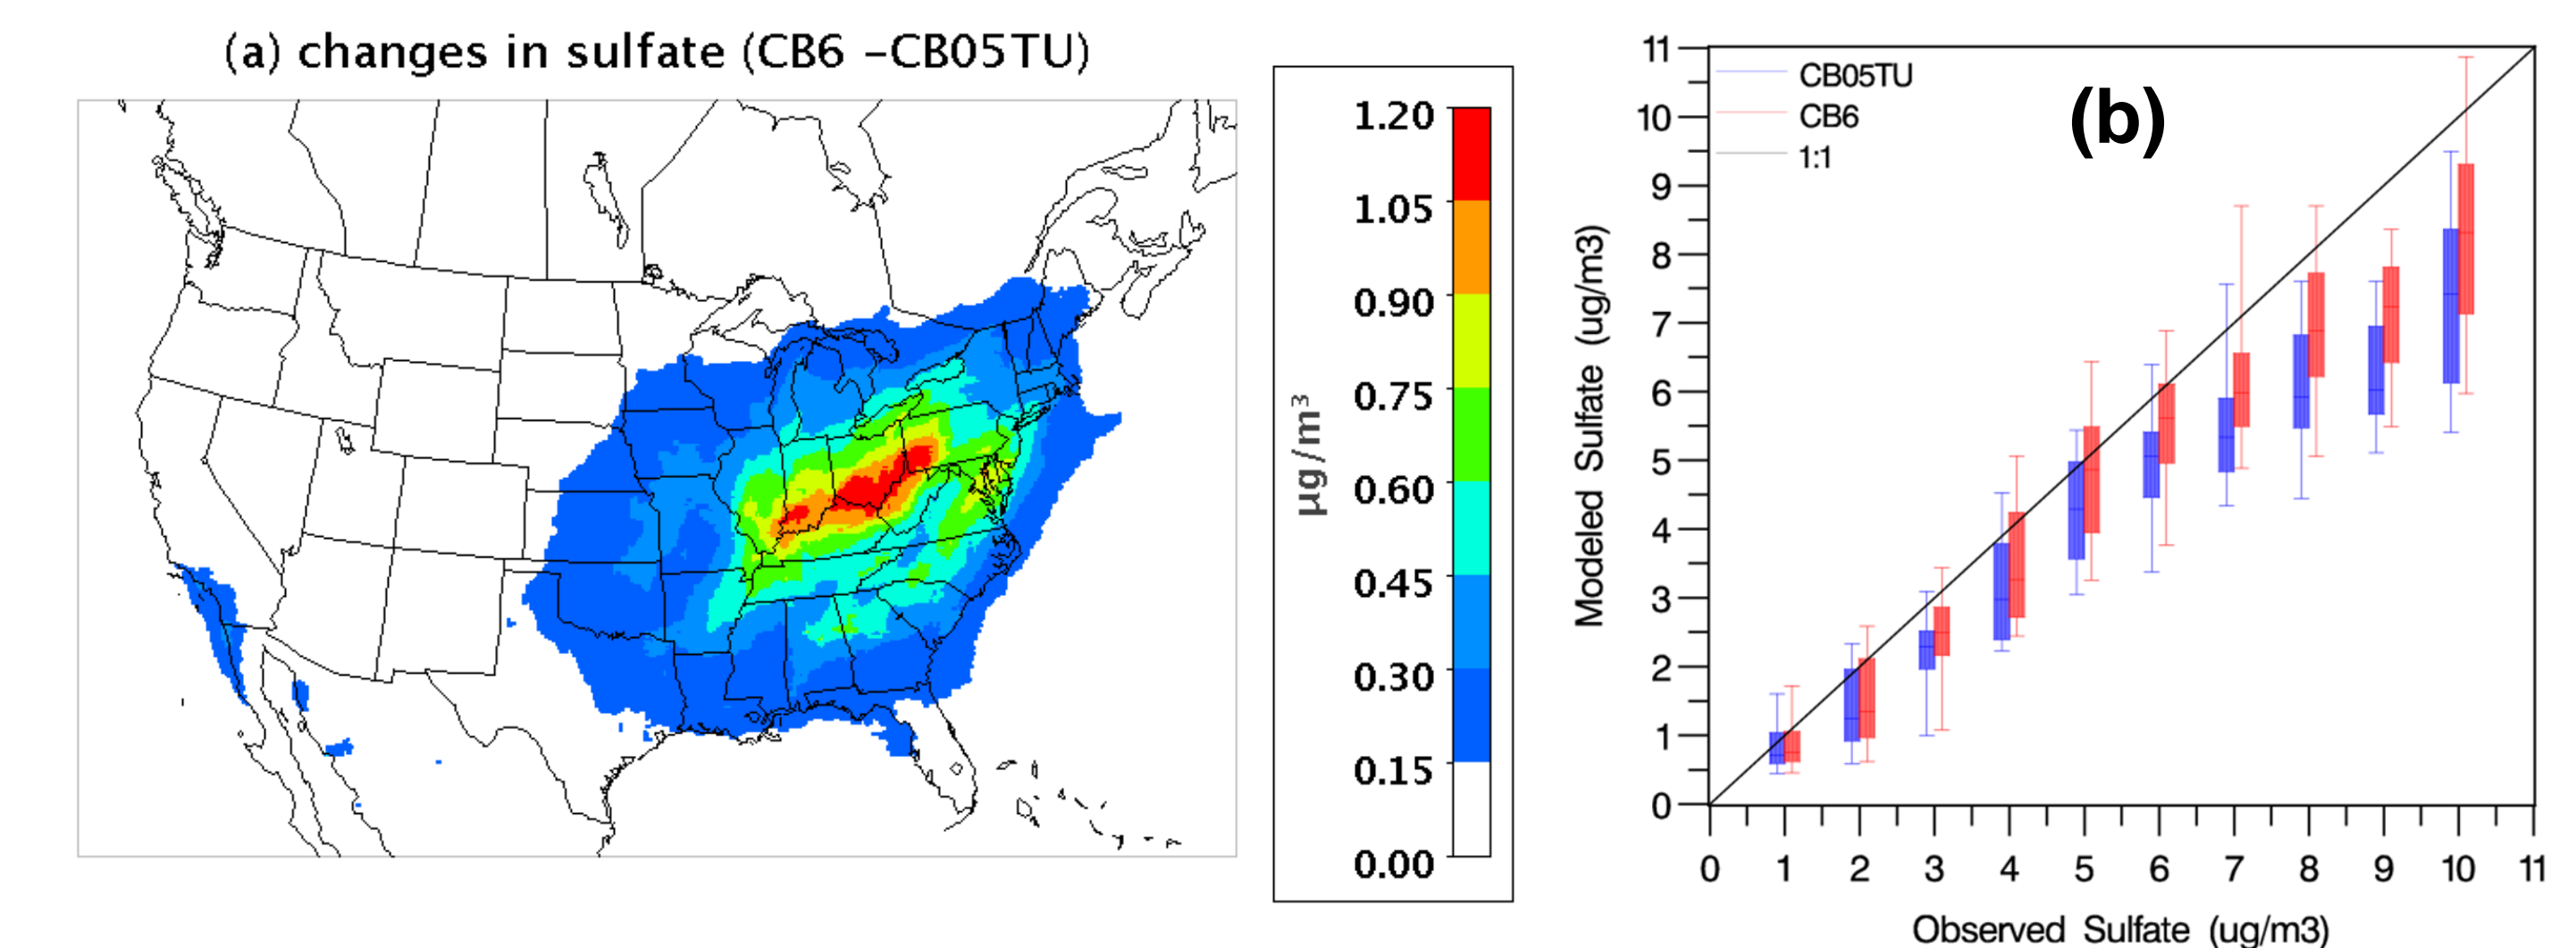 (a) changes in sulfate (CB6 –CB05TU)
1.20
1.05
0.90
0.75
0.60
0.45
0.30
0.15
0.00
µg/m³
(b)
CB05TU
CB6
1:1
11
10
9
8
7
6
5
4
3
2
1
0
Modeled Sulfate (ug/m3)
0 1 2 3 4 5 6 7 8 9 10 11
Observed Sulfate (ug/m3)